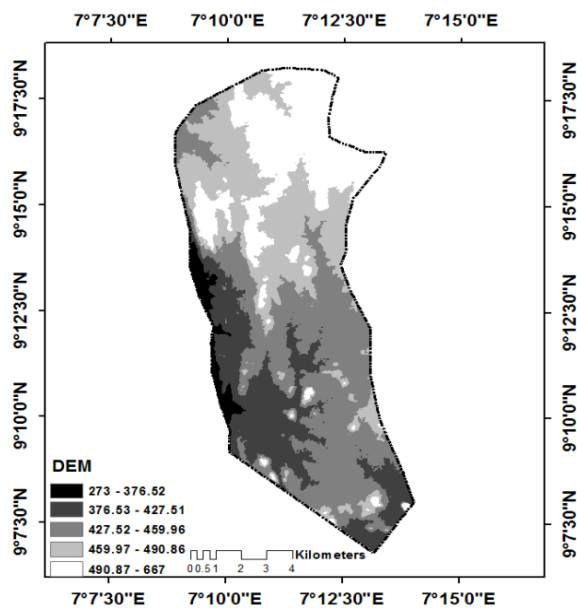 7°7'30"E 7°10'0"E 7°12'30"E 7°15'0"E
9°17'30"N 9°17'30"N
9°15'0"N 9°15'0"N
9°12'30"N 9°12'30"N
9°10'0"N 9°10'0"N
9°7'30"N 9°7'30"N
DEM
273 - 376.52
376.53 - 427.51
427.52 - 459.96
459.97 - 490.86
490.87 - 667
Kilometers
0 0.5 1 2 3 4
7°7'30"E 7°10'0"E 7°12'30"E 7°15'0"E